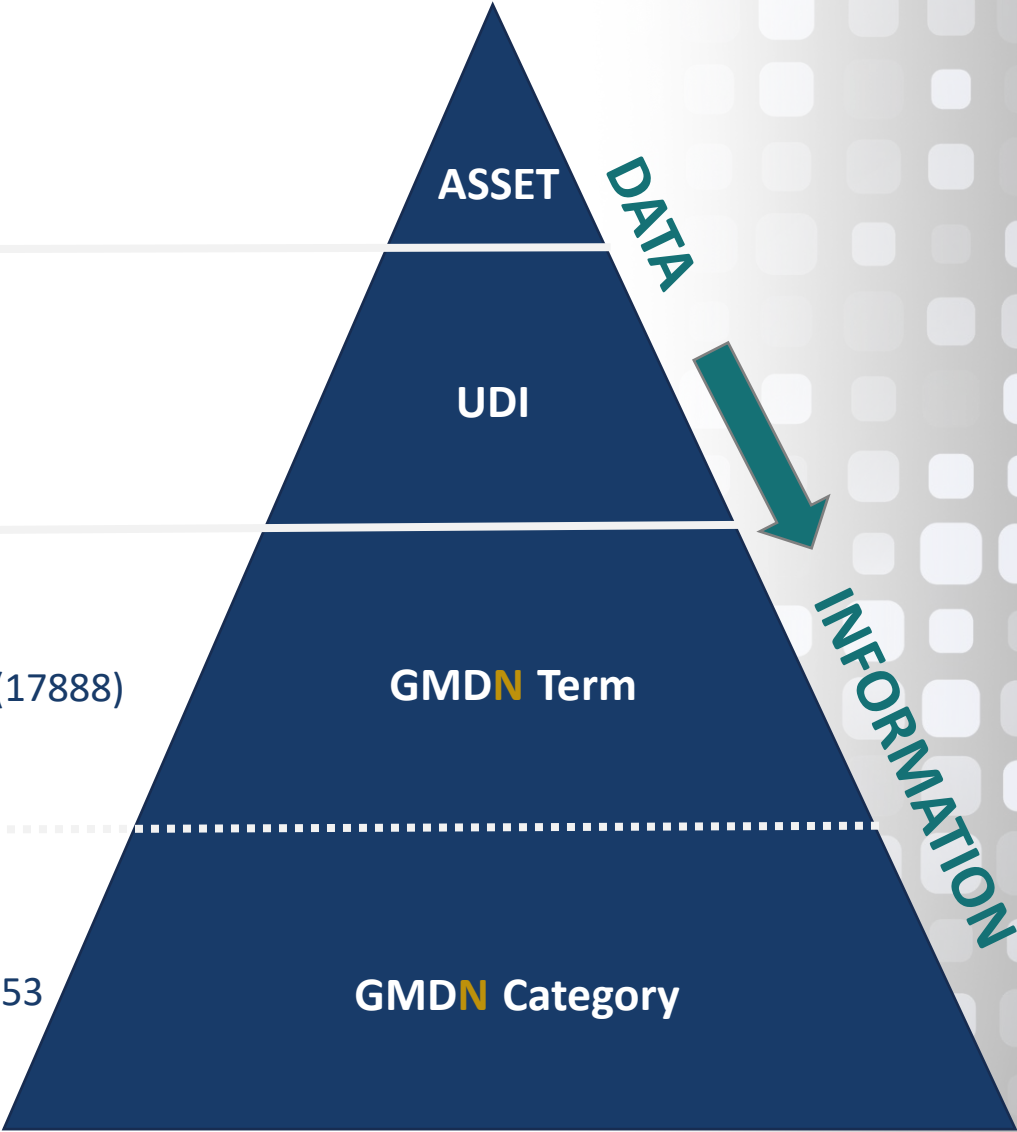 ASSET
DATA
UDI
(17888)
GMDN Term
INFORMATION
53
GMDN Category